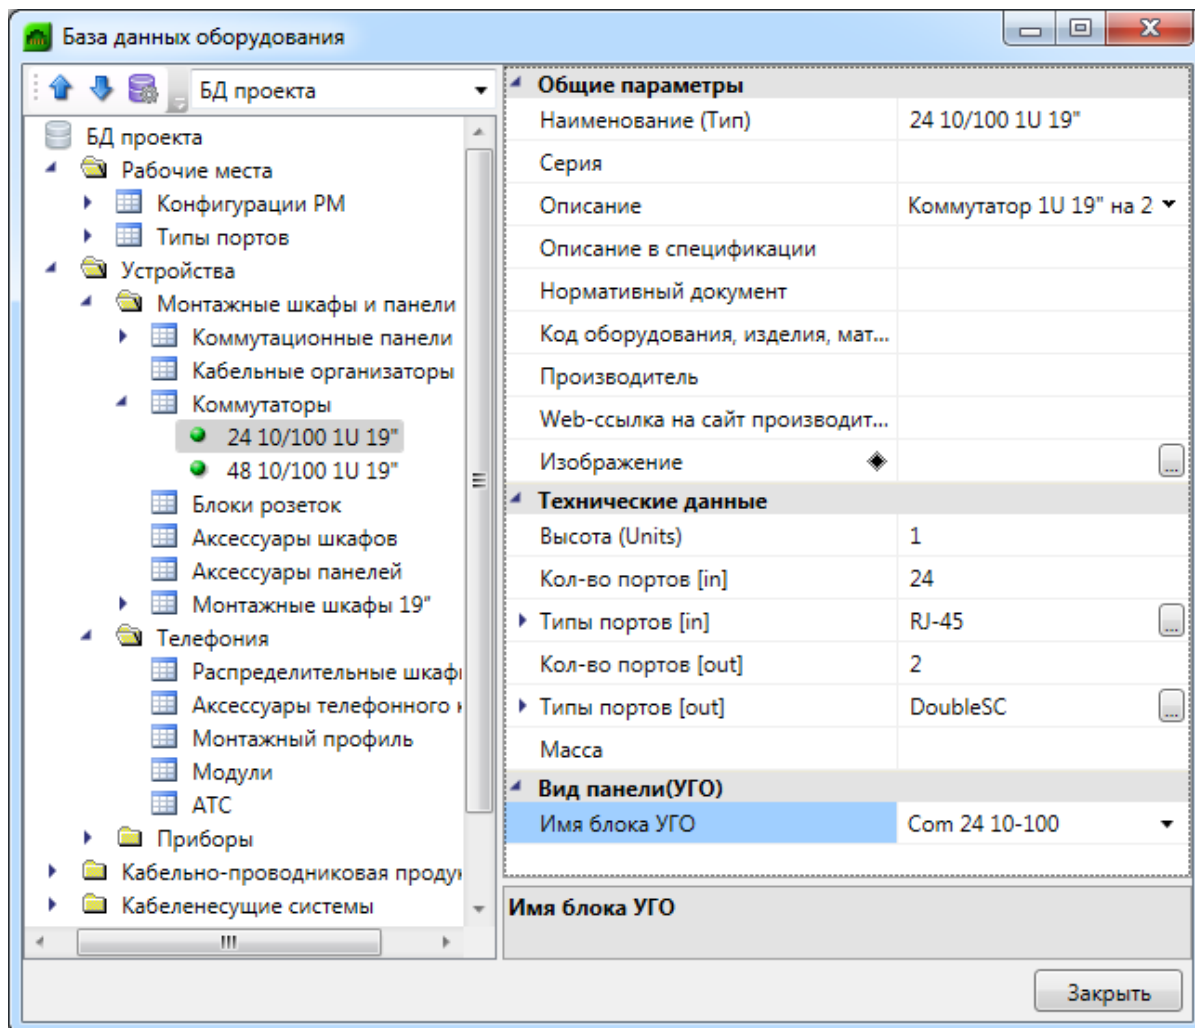 База данных оборудования
БД проекта
БД проекта
Рабочие места
Конфигурации РМ
Типы портов
Устройства
Монтажные шкафы и панели
Коммутационные панели
Кабельные организаторы
Коммутаторы
24 10/100 1U 19"
48 10/100 1U 19"
Блоки розеток
Аксессуары шкафов
Аксессуары панелей
Монтажные шкафы 19"
Телефония
Распределительные шкаф
Аксессуары телефонного
Монтажный профиль
Модули
АТС
Приборы
Кабельно-проводниковая проду
Кабеленесущие системы
Общие параметры
Наименование (Тип) 24 10/100 1U 19"
Серия
Описание Коммутатор 1U 19" на 2
Описание в спецификации
Нормативный документ
Код оборудования, изделия, мат...
Производитель
Web-ссылка на сайт производит...
Изображение ...
Технические данные
Высота (Units) 1
Кол-во портов [in] 24
Типы портов [in] RJ-45 ...
Кол-во портов [out] 2
Типы портов [out] DoubleSC ...
Масса
Вид панели(УГО)
Имя блока УГО Com 24 10-100
Имя блока УГО
Закрыть